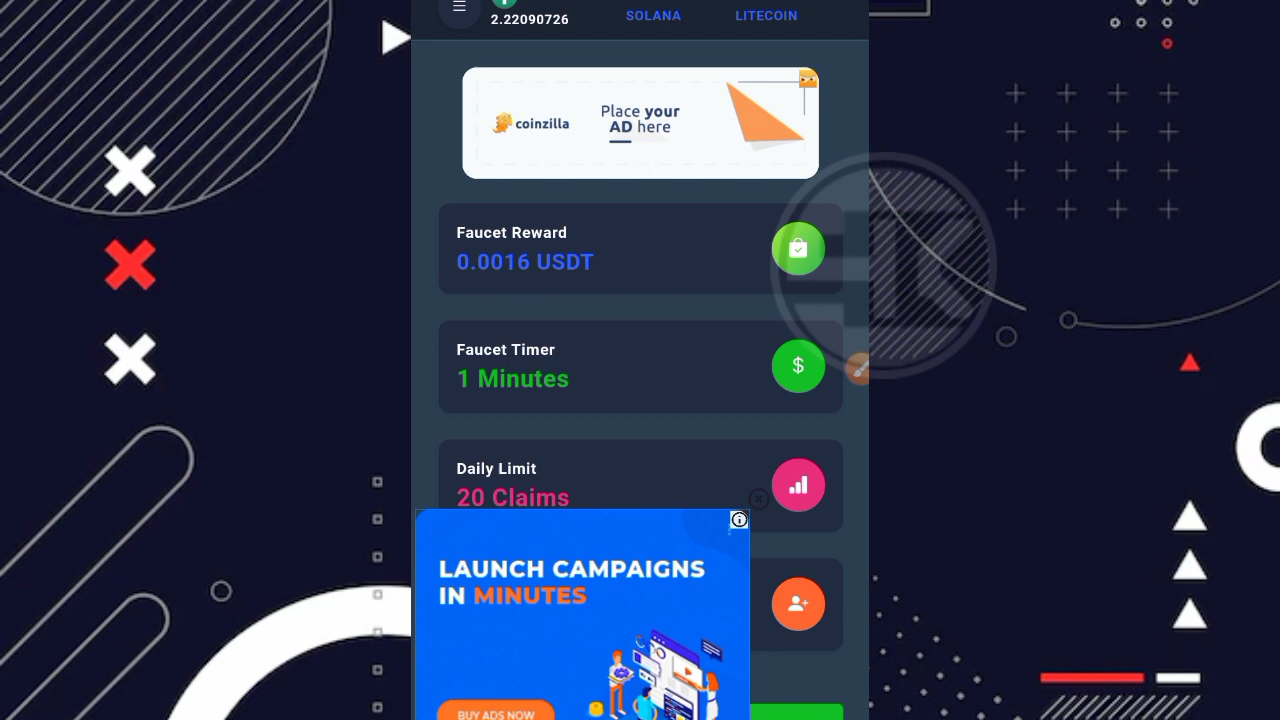 2.22090726
SOLANA
LITECOIN
coinzilla
Place your
AD here
Faucet Reward
0.0016 USDT
Faucet Timer
1 Minutes
$
Daily Limit
20 Claims
LAUNCH CAMPAIGNS
IN MINUTES
BUY ADS NOW